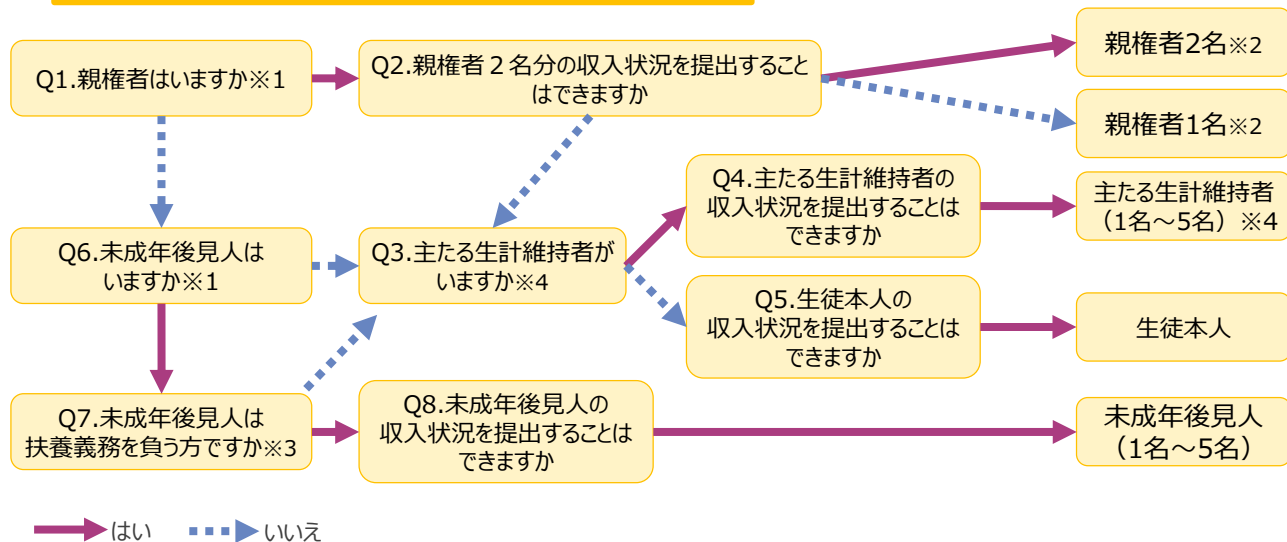 Q1.親権者はいますか※1
Q2.親権者２名分の収入状況を提出すること
はできますか
親権者2名※2
親権者1名※2
Q4.主たる生計維持者の
収入状況を提出することは
できますか
主たる生計維持者
（1名～5名）※4
Q6.未成年後見人は
いますか※1
Q3.主たる生計維持者が
いますか※4
Q5.生徒本人の
収入状況を提出することは
できますか
生徒本人
Q7.未成年後見人は
扶養義務を負う方ですか※3
Q8.未成年後見人の
収入状況を提出することは
できますか
未成年後見人
（1名～5名）
はい
いいえ